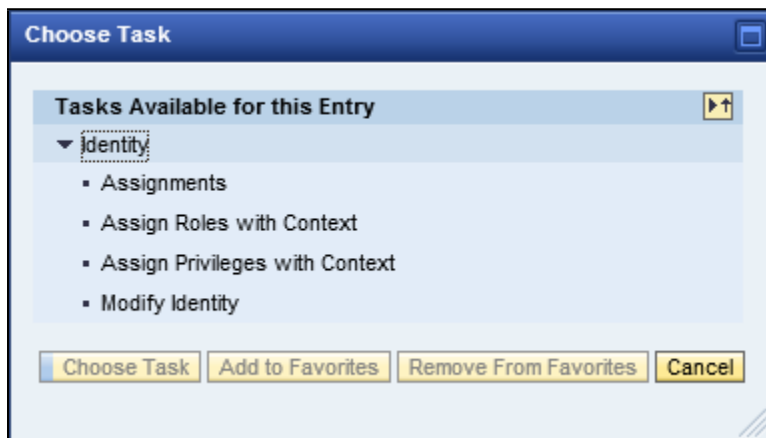 Choose Task
Tasks Available for this Entry
Identity
Assignments
Assign Roles with Context
Assign Privileges with Context
Modify Identity
Choose Task Add to Favorites Remove From Favorites Cancel